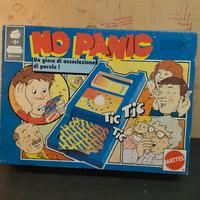 NO PANIC
Un gioco di associazione
di parole!
TIC TIC
TIC
MATTEL